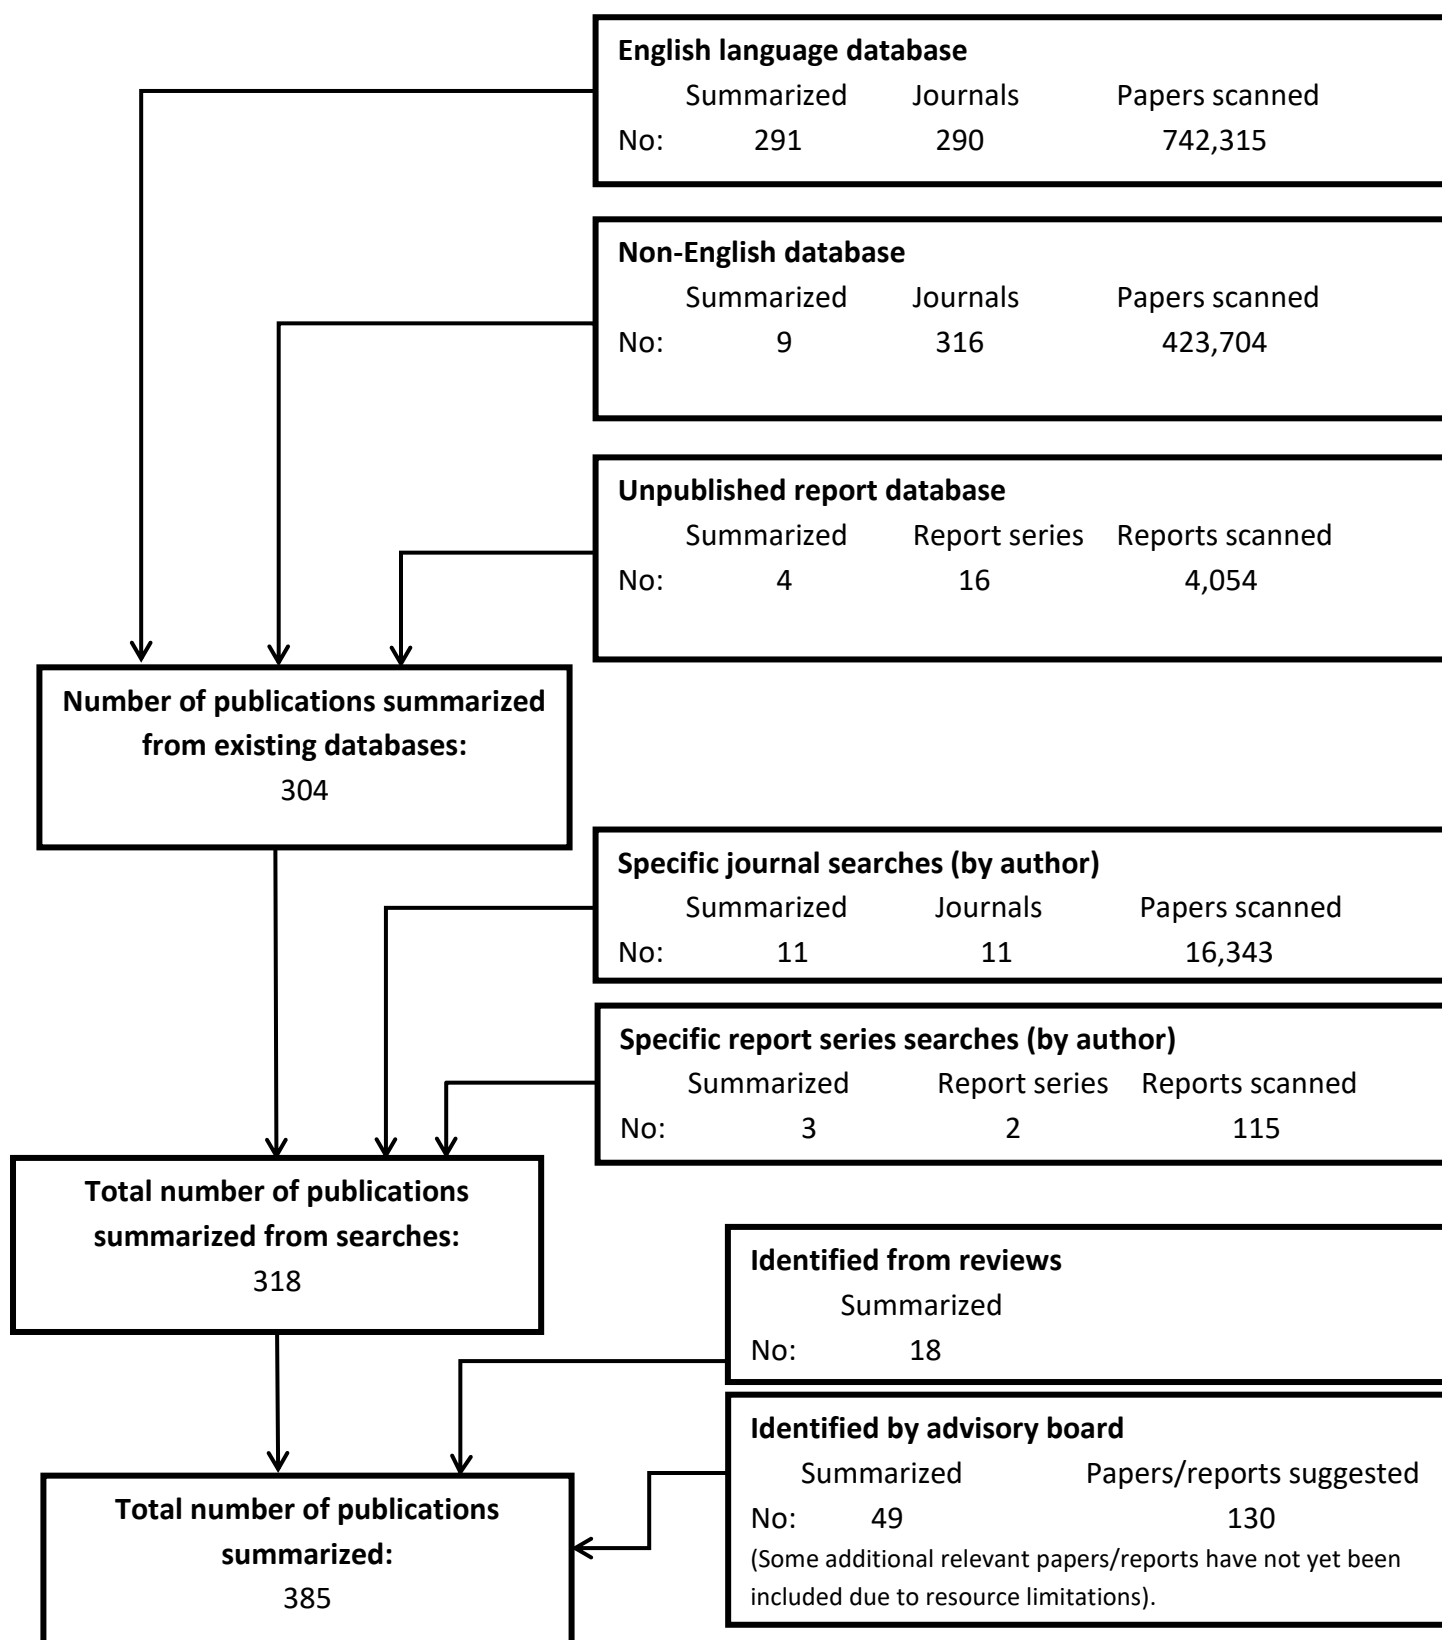 English language database
Summarized Journals Papers scanned
No: 291 290 742,315
Non-English database
Summarized Journals Papers scanned
No: 9 316 423,704
Unpublished report database
Summarized Report series Reports scanned
No: 4 16 4,054
Number of publications summarized
from existing databases:
304
Specific journal searches (by author)
Summarized Journals Papers scanned
No: 11 11 16,343
Specific report series searches (by author)
Summarized Report series Reports scanned
No: 3 2 115
Total number of publications
summarized from searches:
318
Identified from reviews
Summarized
No: 18
Identified by advisory board
Summarized Papers/reports suggested
No: 49 130
(Some additional relevant papers/reports have not yet been
included due to resource limitations).
Total number of publications
summarized:
385